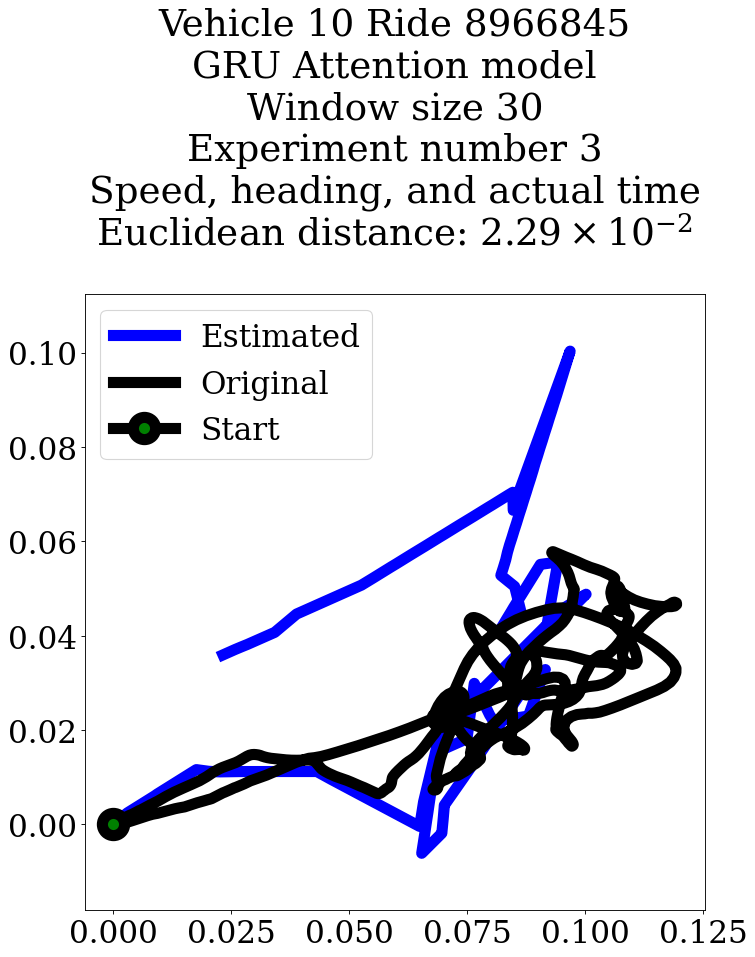 Vehicle 10 Ride 8966845
GRU Attention model
Window size 30
Experiment number 3
Speed, heading, and actual time
Euclidean distance: 2.29 × 10⁻²
Estimated
Original
Start
0.10
0.08
0.06
0.04
0.02
0.00
0.000 0.025 0.050 0.075 0.100 0.125